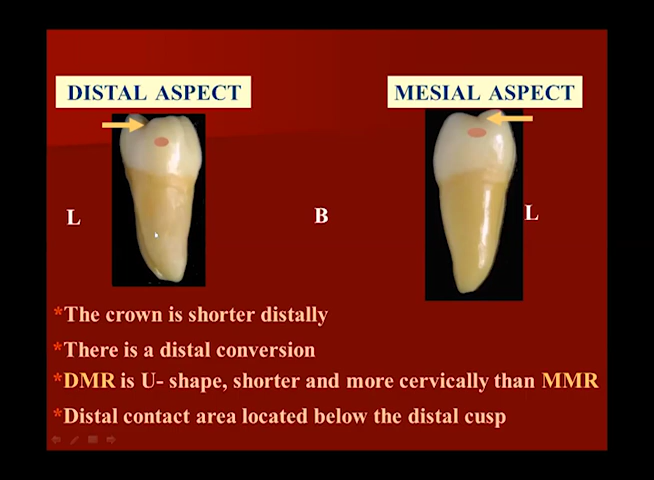 DISTAL ASPECT
MESIAL ASPECT
L
B
L
*The crown is shorter distally
*There is a distal conversion
*DMR is U- shape, shorter and more cervically than MMR
*Distal contact area located below the distal cusp